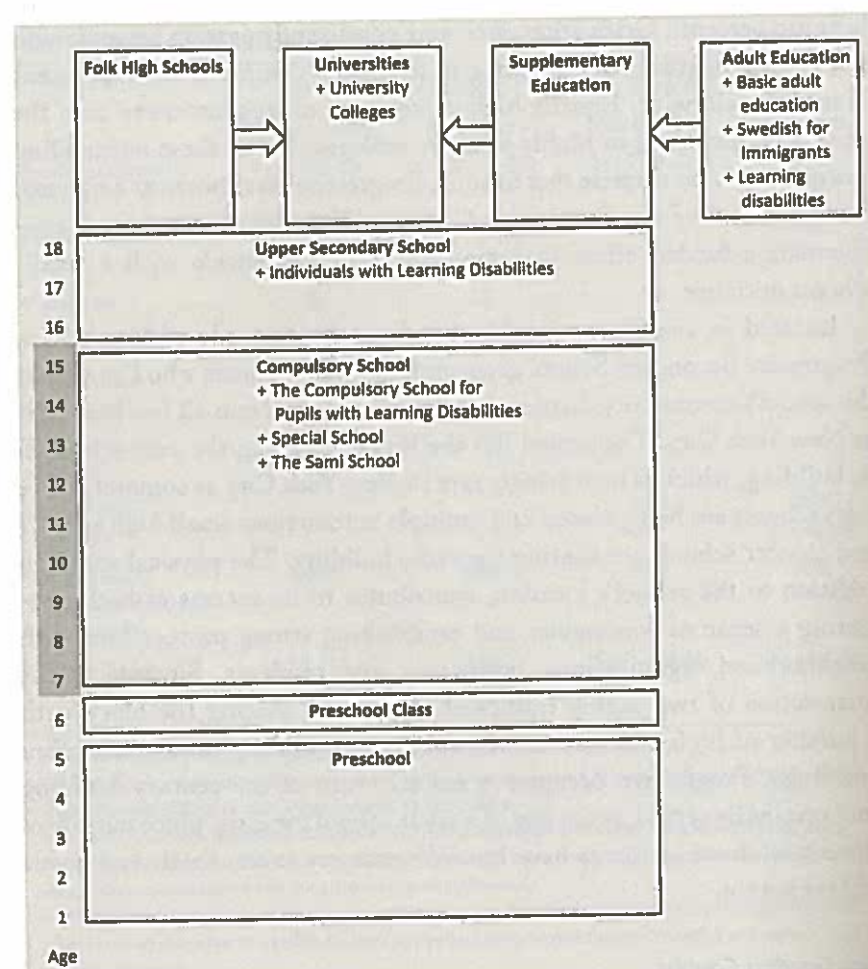 Folk High Schools
Universities
+ University
Colleges
Supplementary
Education
Adult Education
+ Basic adult
education
+ Swedish for
Immigrants
+ Learning
disabilities
18
17
16
Upper Secondary School
+ Individuals with Learning Disabilities
15
14
13
12
11
10
9
8
7
Compulsory School
+ The Compulsory School for
Pupils with Learning Disabilities
+ Special School
+ The Sami School
6
Preschool Class
5
4
3
2
1
Preschool
Age